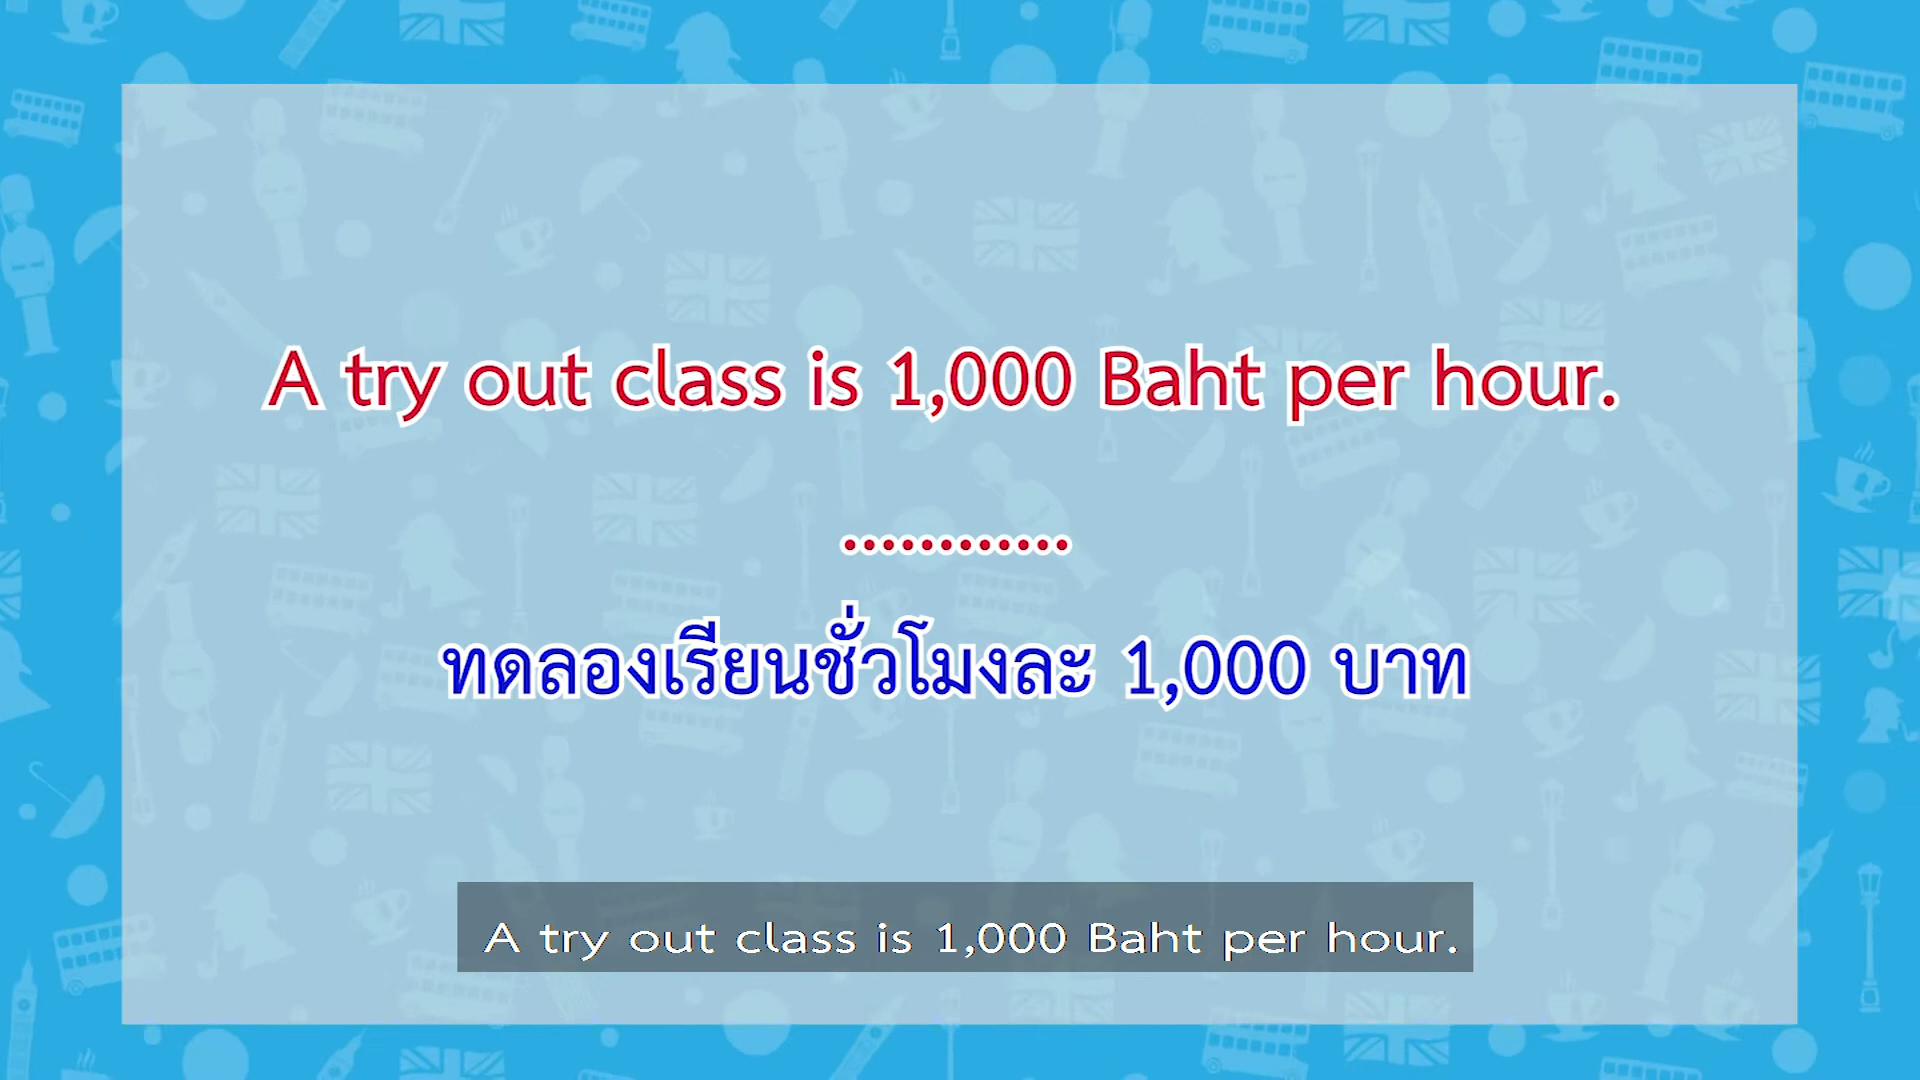 A try out class is 1,000 Baht per hour.
.............
ทดลองเรียนชั่วโมงละ 1,000 บาท
A try out class is 1,000 Baht per hour.